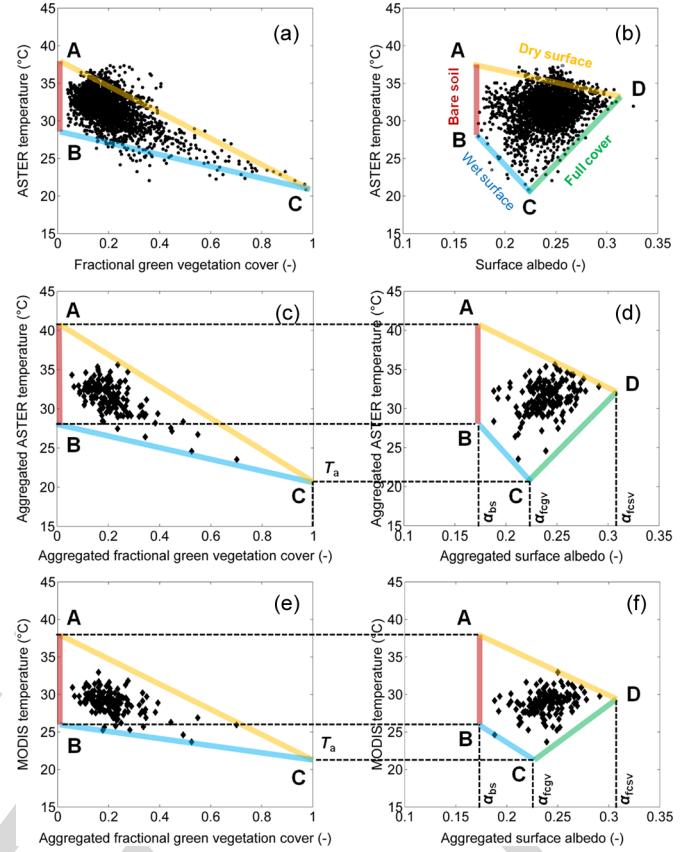 (a)
ASTER temperature (°C)
45
40
35
30
25
20
15
A
B
C
0 0.2 0.4 0.6 0.8 1
Fractional green vegetation cover (-)
(b)
ASTER temperature (°C)
45
40
35
30
25
20
15
A
Dry surface
D
Bare soil
B
Wet surface
Full cover
C
0.1 0.15 0.2 0.25 0.3 0.35
Surface albedo (-)
(c)
Aggregated ASTER temperature (°C)
45
40
35
30
25
20
15
A
B
C
Ta
0 0.2 0.4 0.6 0.8 1
Aggregated fractional green vegetation cover (-)
(d)
Aggregated ASTER temperature (°C)
45
40
35
30
25
20
15
A
D
B
C
αbs
αfcgv
αfcsv
0.1 0.15 0.2 0.25 0.3 0.35
Aggregated surface albedo (-)
(e)
MODIS temperature (°C)
45
40
35
30
25
20
15
A
B
C
Ta
0 0.2 0.4 0.6 0.8 1
Aggregated fractional green vegetation cover (-)
(f)
MODIS temperature (°C)
45
40
35
30
25
20
15
A
D
B
C
αbs
αfcgv
αfcsv
0.1 0.15 0.2 0.25 0.3 0.35
Aggregated surface albedo (-)